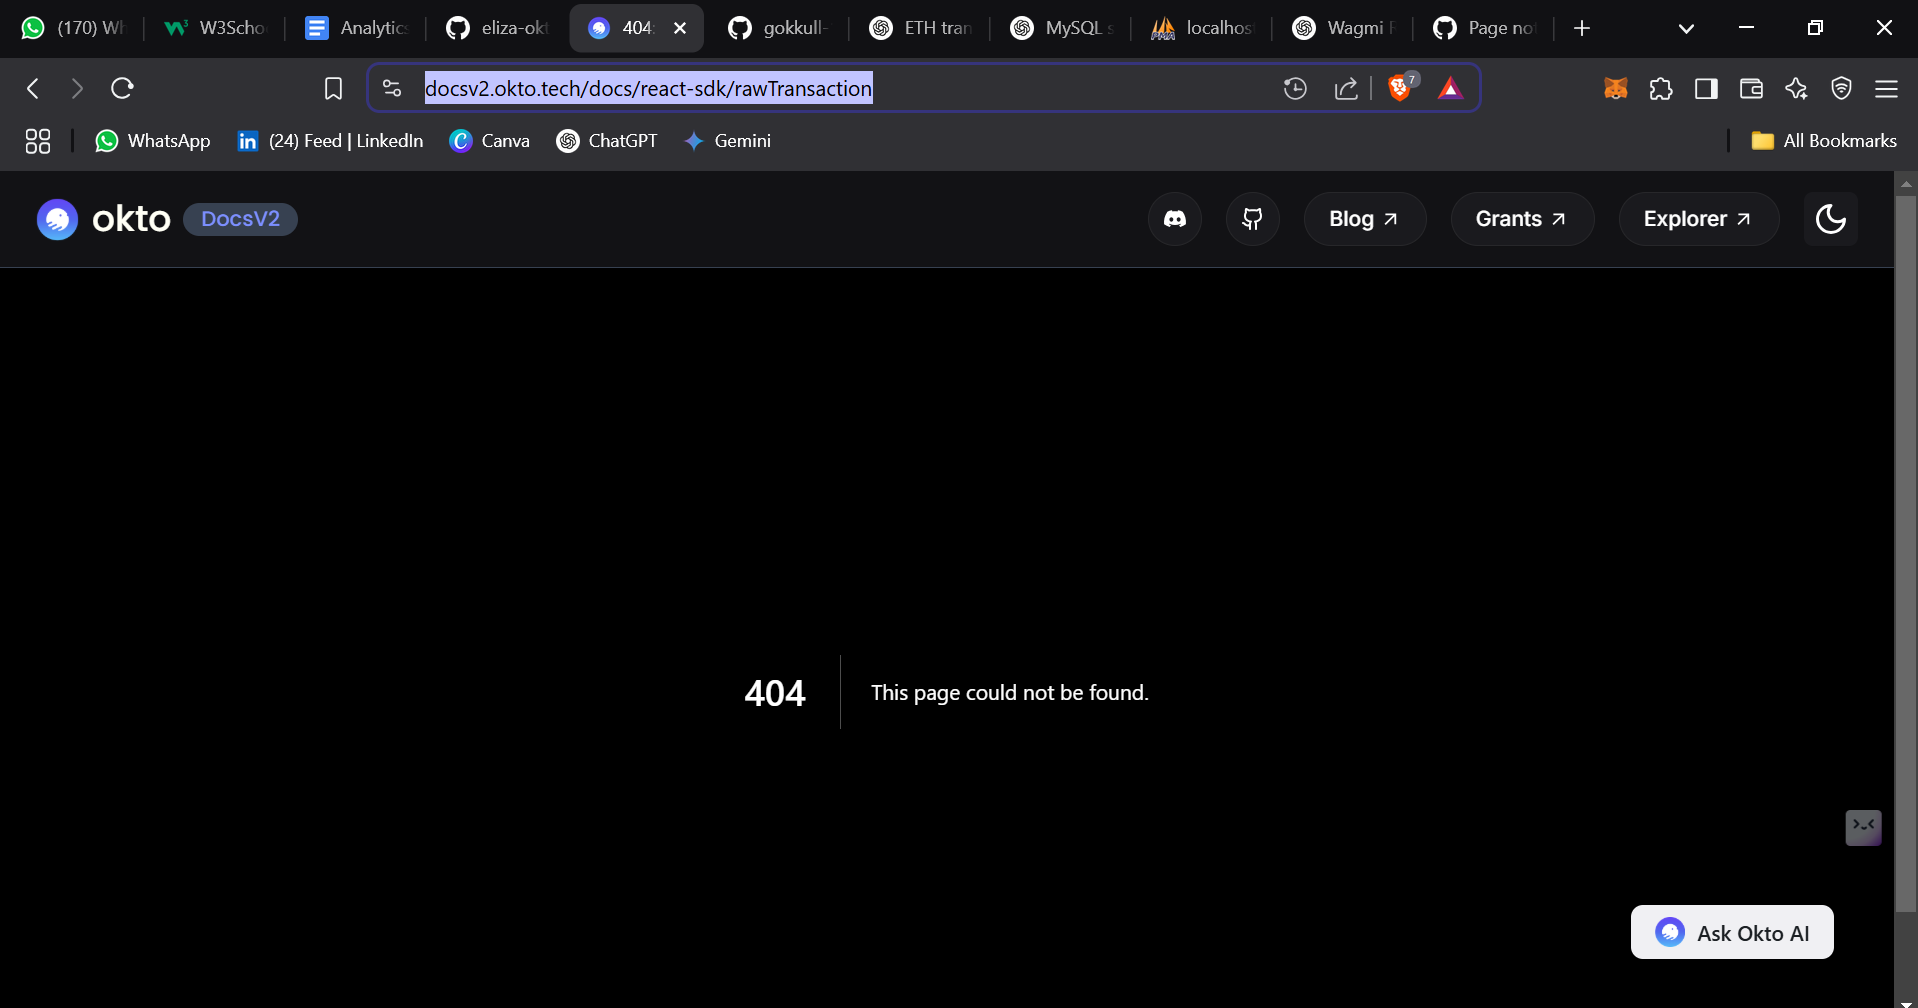 (170) Wh
W3Scho
Analytics
eliza-okt
404:
gokkull-
ETH tran
MySQL s
localhos
Wagmi R
Page not
docsv2.okto.tech/docs/react-sdk/rawTransaction
7
WhatsApp
(24) Feed | LinkedIn
Canva
ChatGPT
Gemini
All Bookmarks
okto DocsV2
Blog
Grants
Explorer
404
This page could not be found.
Ask Okto AI